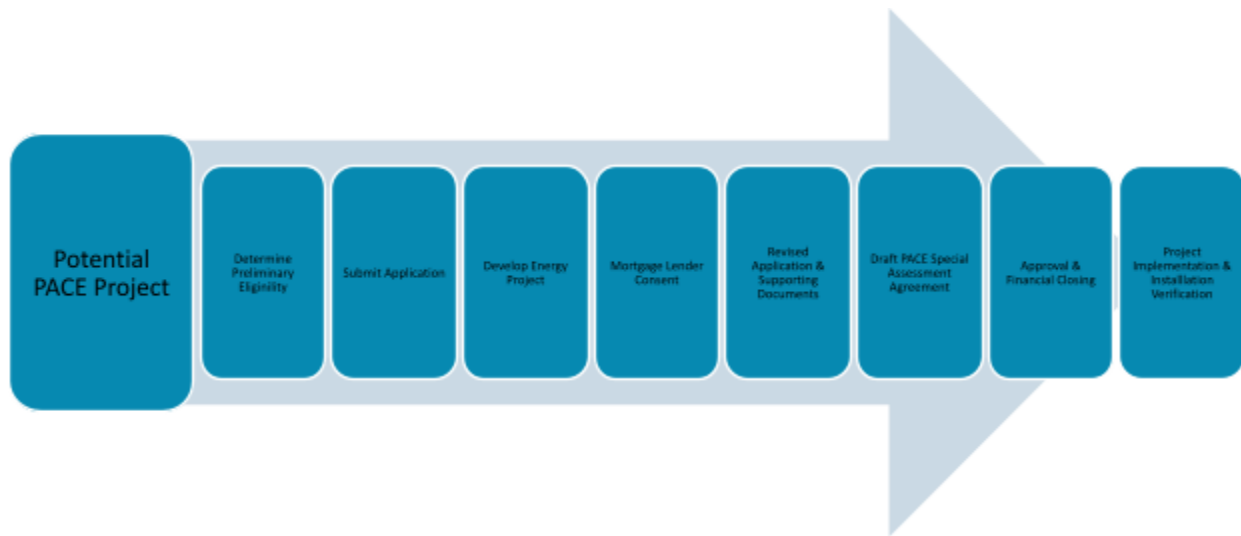 Potential
PACE Project
Determine
Preliminary
Eliginility
Submit Application
Develop Energy
Project
Mortgage Lender
Consent
Revised
Application &
Supporting
Documents
Draft PACE Special
Assessment
Agreement
Approval &
Financial Closing
Project
Implementation &
Installation
Verification